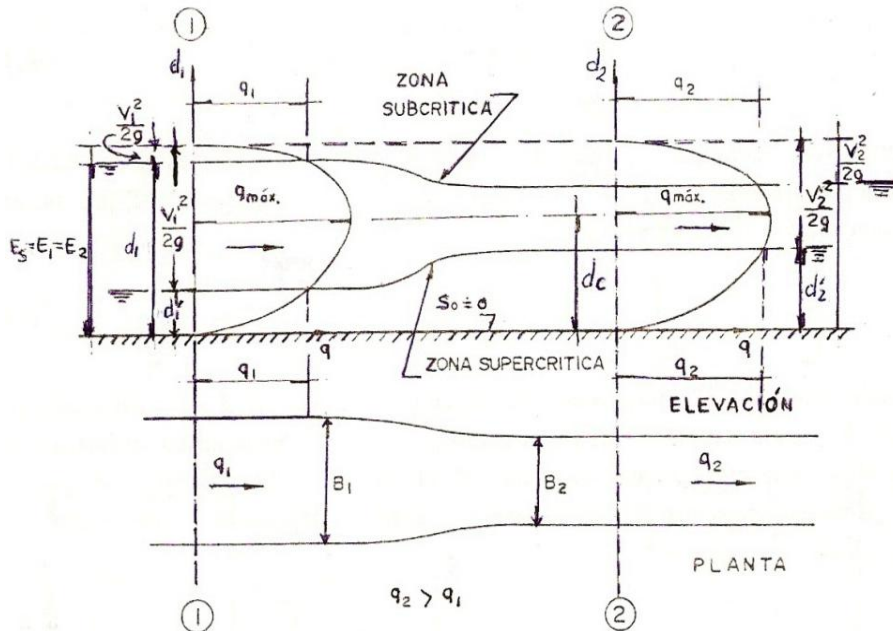 1
2
d₁
q₁
ZONA
SUBCRITICA
d₂
q₂
V₁²
2g
V₂²
2g
qmáx.
V₁'²
2g
qmáx.
V₂'²
2g
Eₛ=E₁=E₂
d₁
dc
d₁'
S₀≐0
d₂'
q
ZONA SUPERCRITICA
q
q₁
q₂
ELEVACIÓN
q₁
B₁
B₂
q₂
PLANTA
q₂ > q₁
1
2